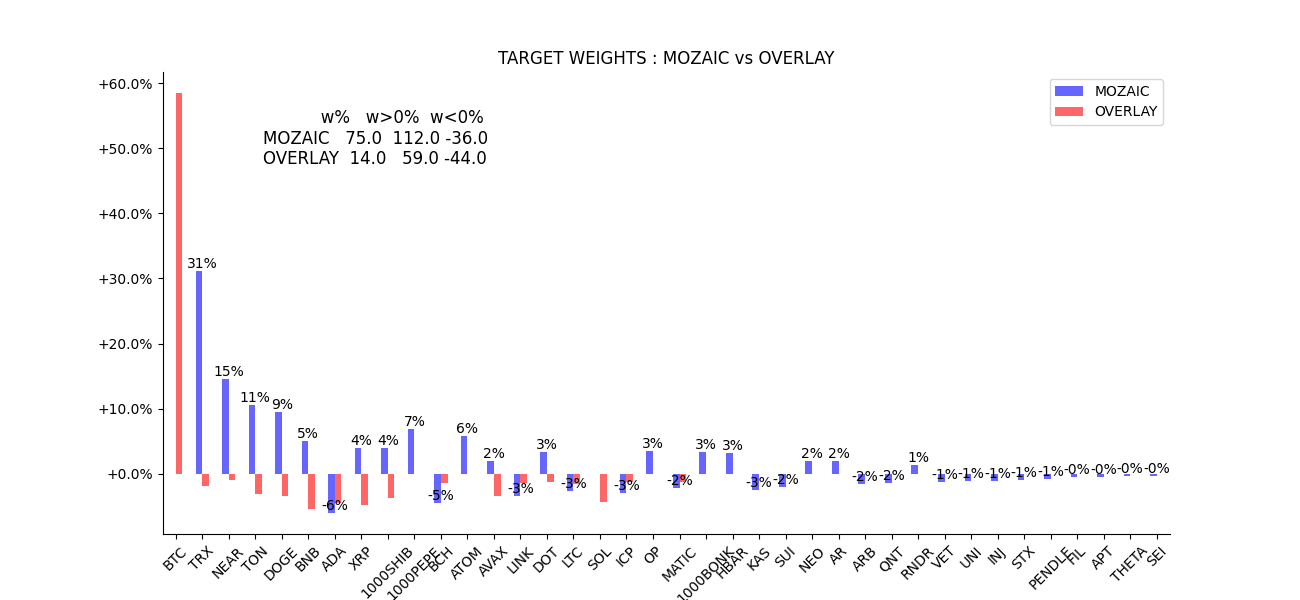 TARGET WEIGHTS : MOZAIC vs OVERLAY
+60.0%
+50.0%
+40.0%
+30.0%
+20.0%
+10.0%
+0.0%
w% w>0% w<0%
MOZAIC 75.0 112.0 -36.0
OVERLAY 14.0 59.0 -44.0
MOZAIC
OVERLAY
31%
15%
11%
9%
5%
-6%
4%
4%
7%
-5%
6%
2%
-3%
3%
-3%
-3%
3%
-2%
3%
3%
-3%
-2%
2%
2%
-2%
-2%
1%
-1%
-1%
-1%
-1%
-1%
-0%
-0%
-0%
-0%
BTC
TRX
NEAR
TON
DOGE
BNB
ADA
XRP
1000SHIB
1000PEPE
BCH
ATOM
AVAX
LINK
DOT
LTC
SOL
ICP
OP
MATIC
1000BONK
HBAR
KAS
SUI
NEO
AR
ARB
QNT
RNDR
VET
UNI
INJ
STX
PENDLE
FIL
APT
THETA
SEI